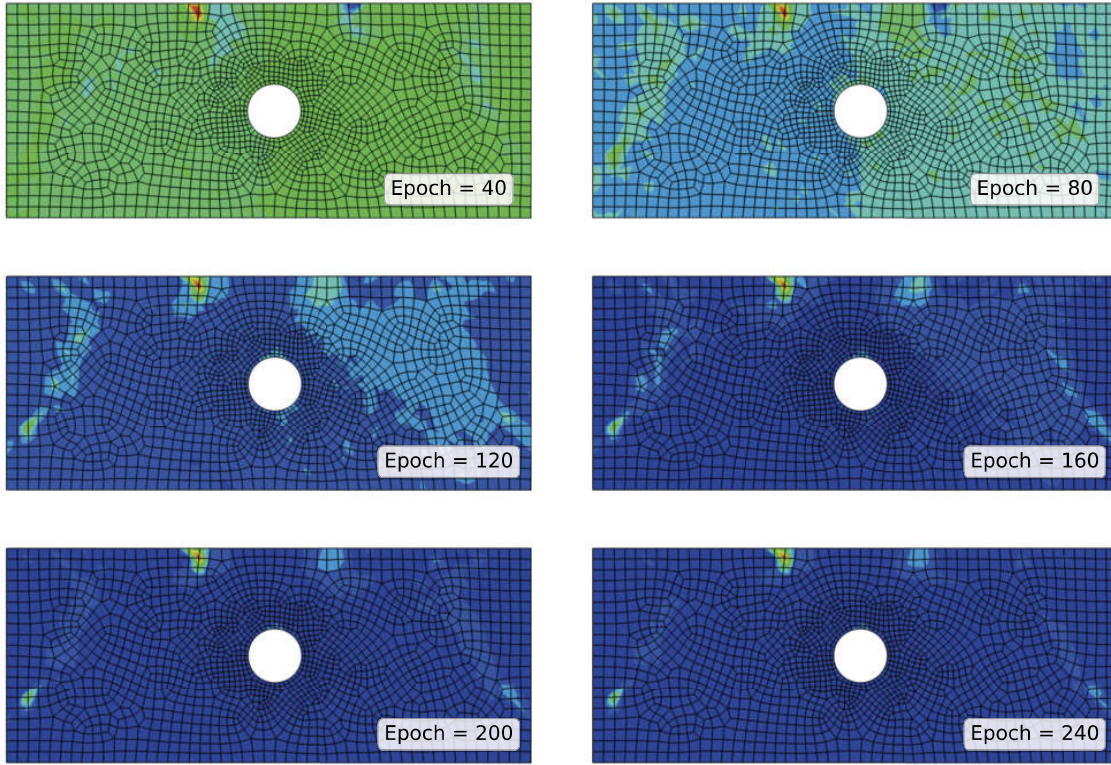 Epoch = 40
Epoch = 80
Epoch = 120
Epoch = 160
Epoch = 200
Epoch = 240